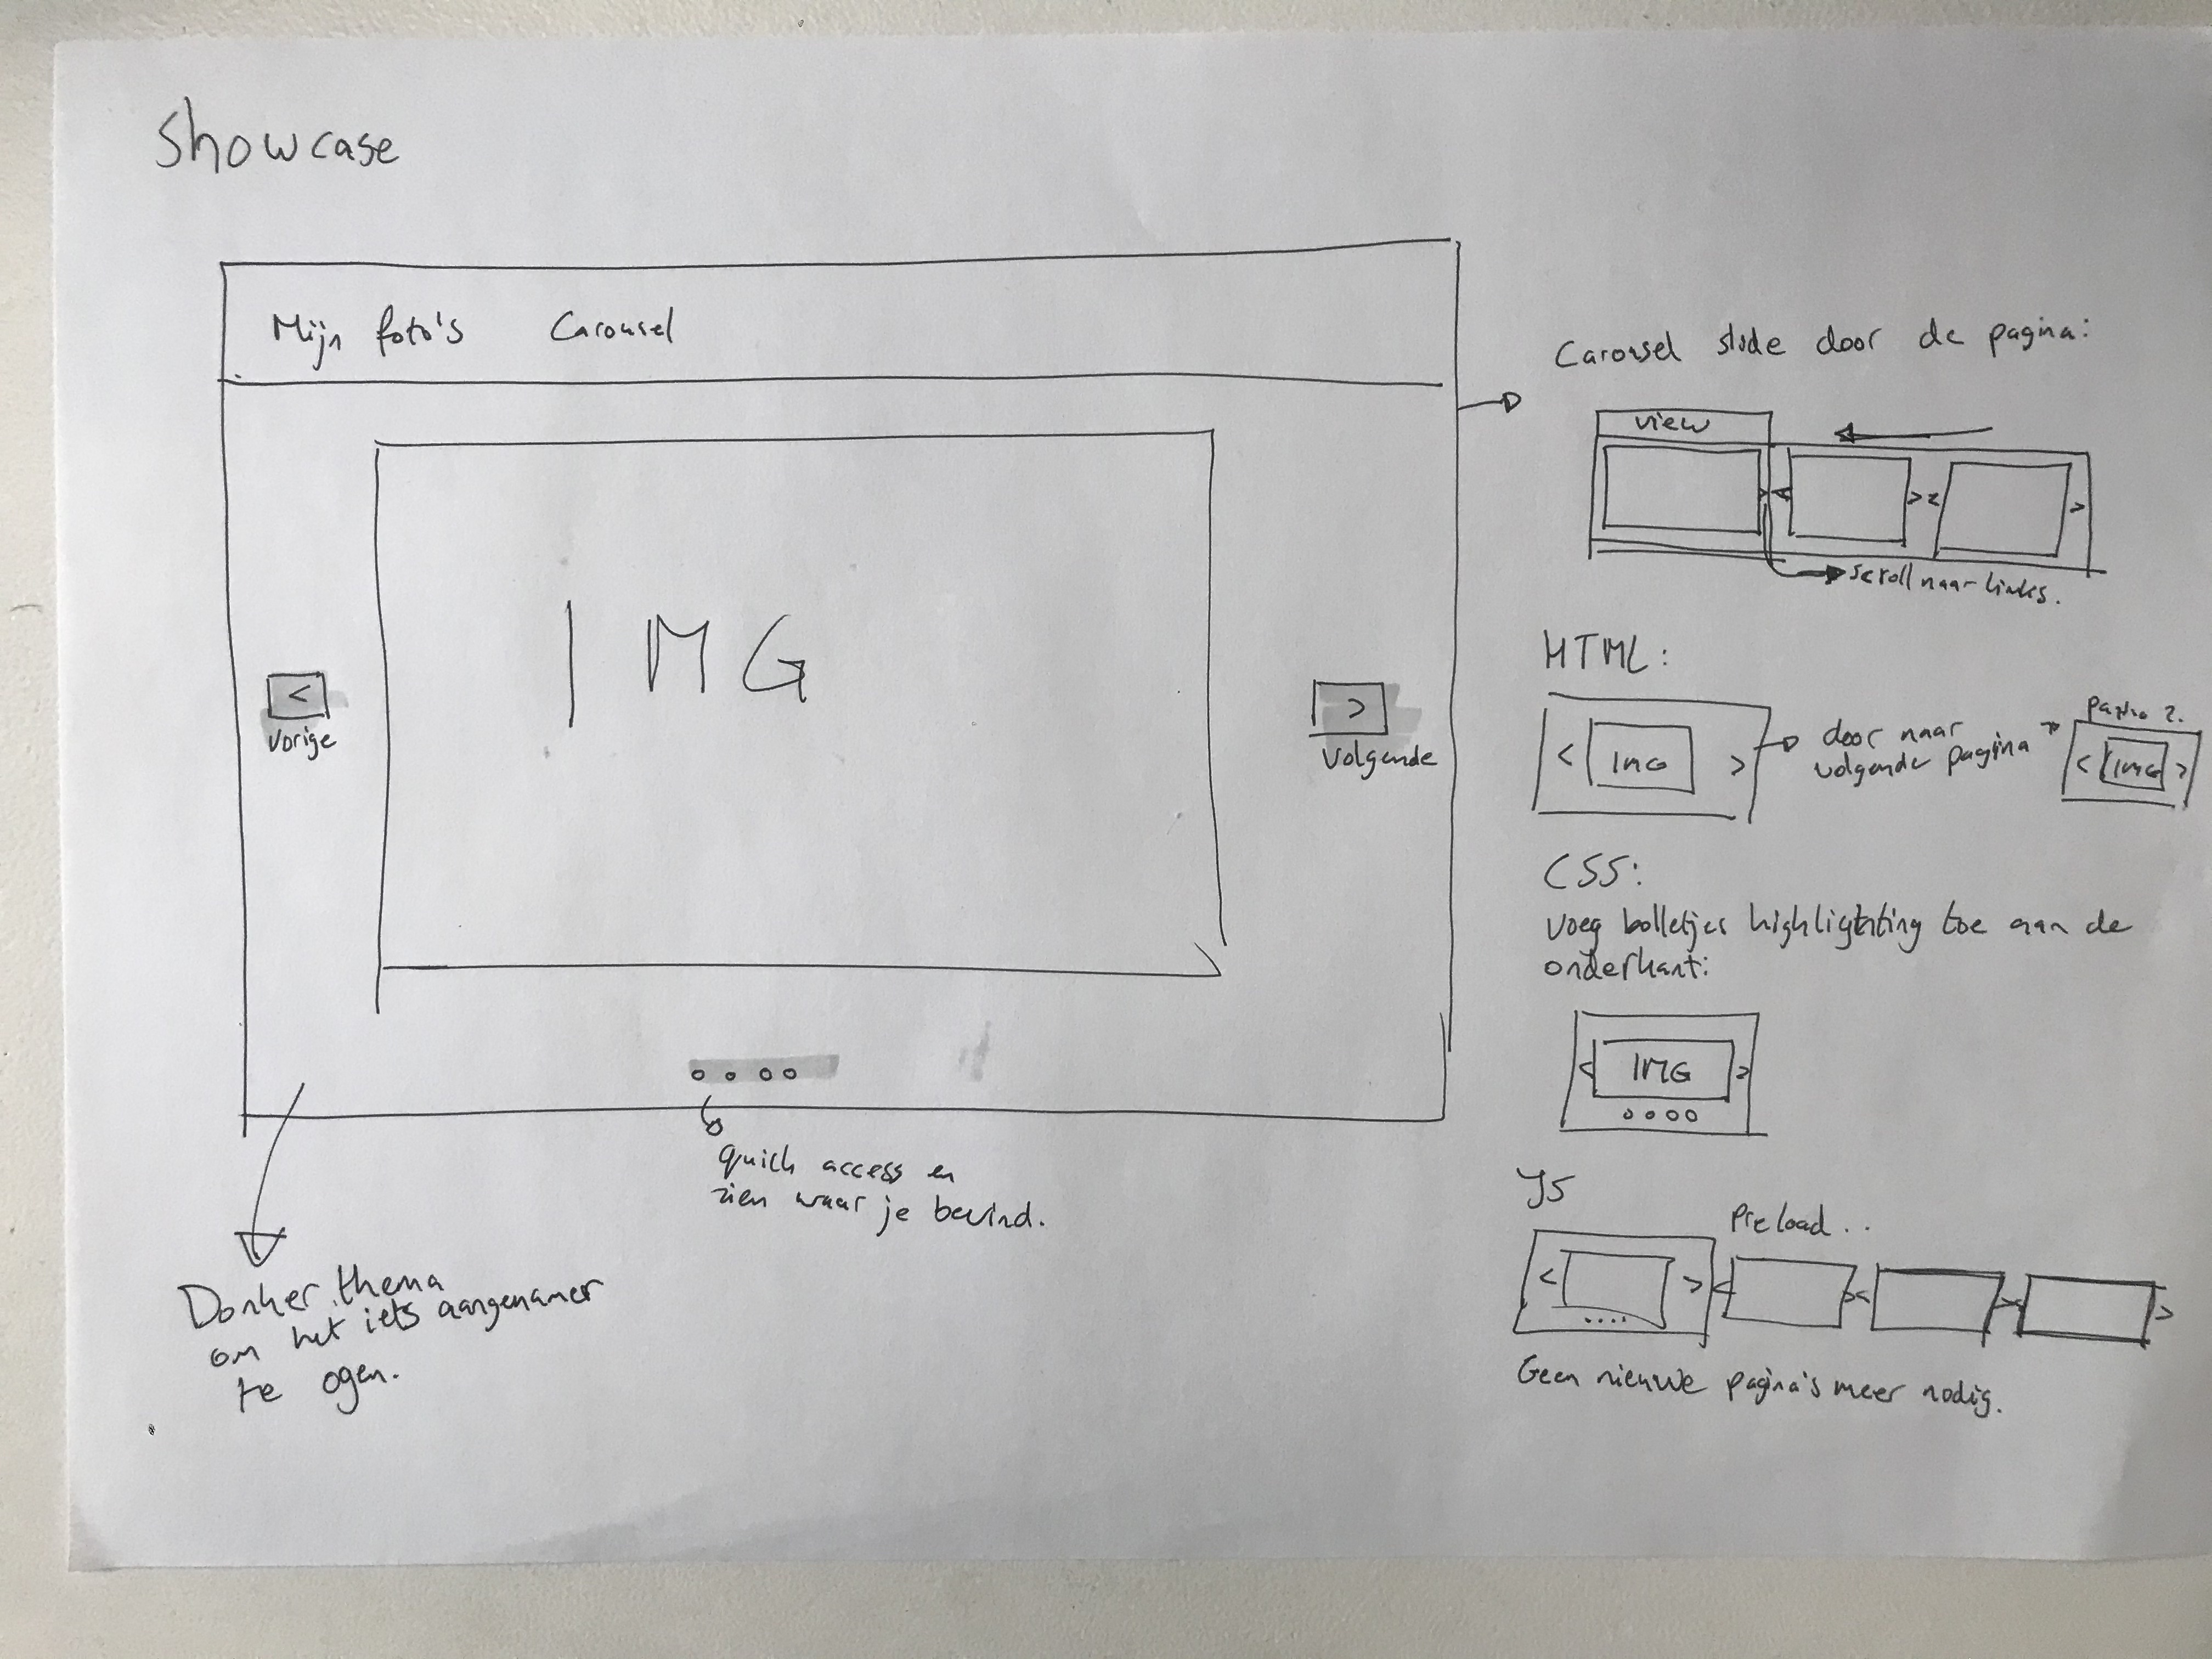 Showcase
Mijn foto's Carousel
IMG
<
vorige
>
volgende
quick access en
zien waar je bevind.
Donker thema
om het iets aangenamer
te ogen.
Carousel slide door de pagina:
view
> < > < >
scroll naar links.
HTML:
< IMG >
door naar
volgende pagina
pagina 2.
< IMG >
CSS:
voeg bolletjes highlighting toe aan de
onderkant:
< IMG >
JS
Preload..
< > < > < > < >
Geen nieuwe pagina's meer nodig.